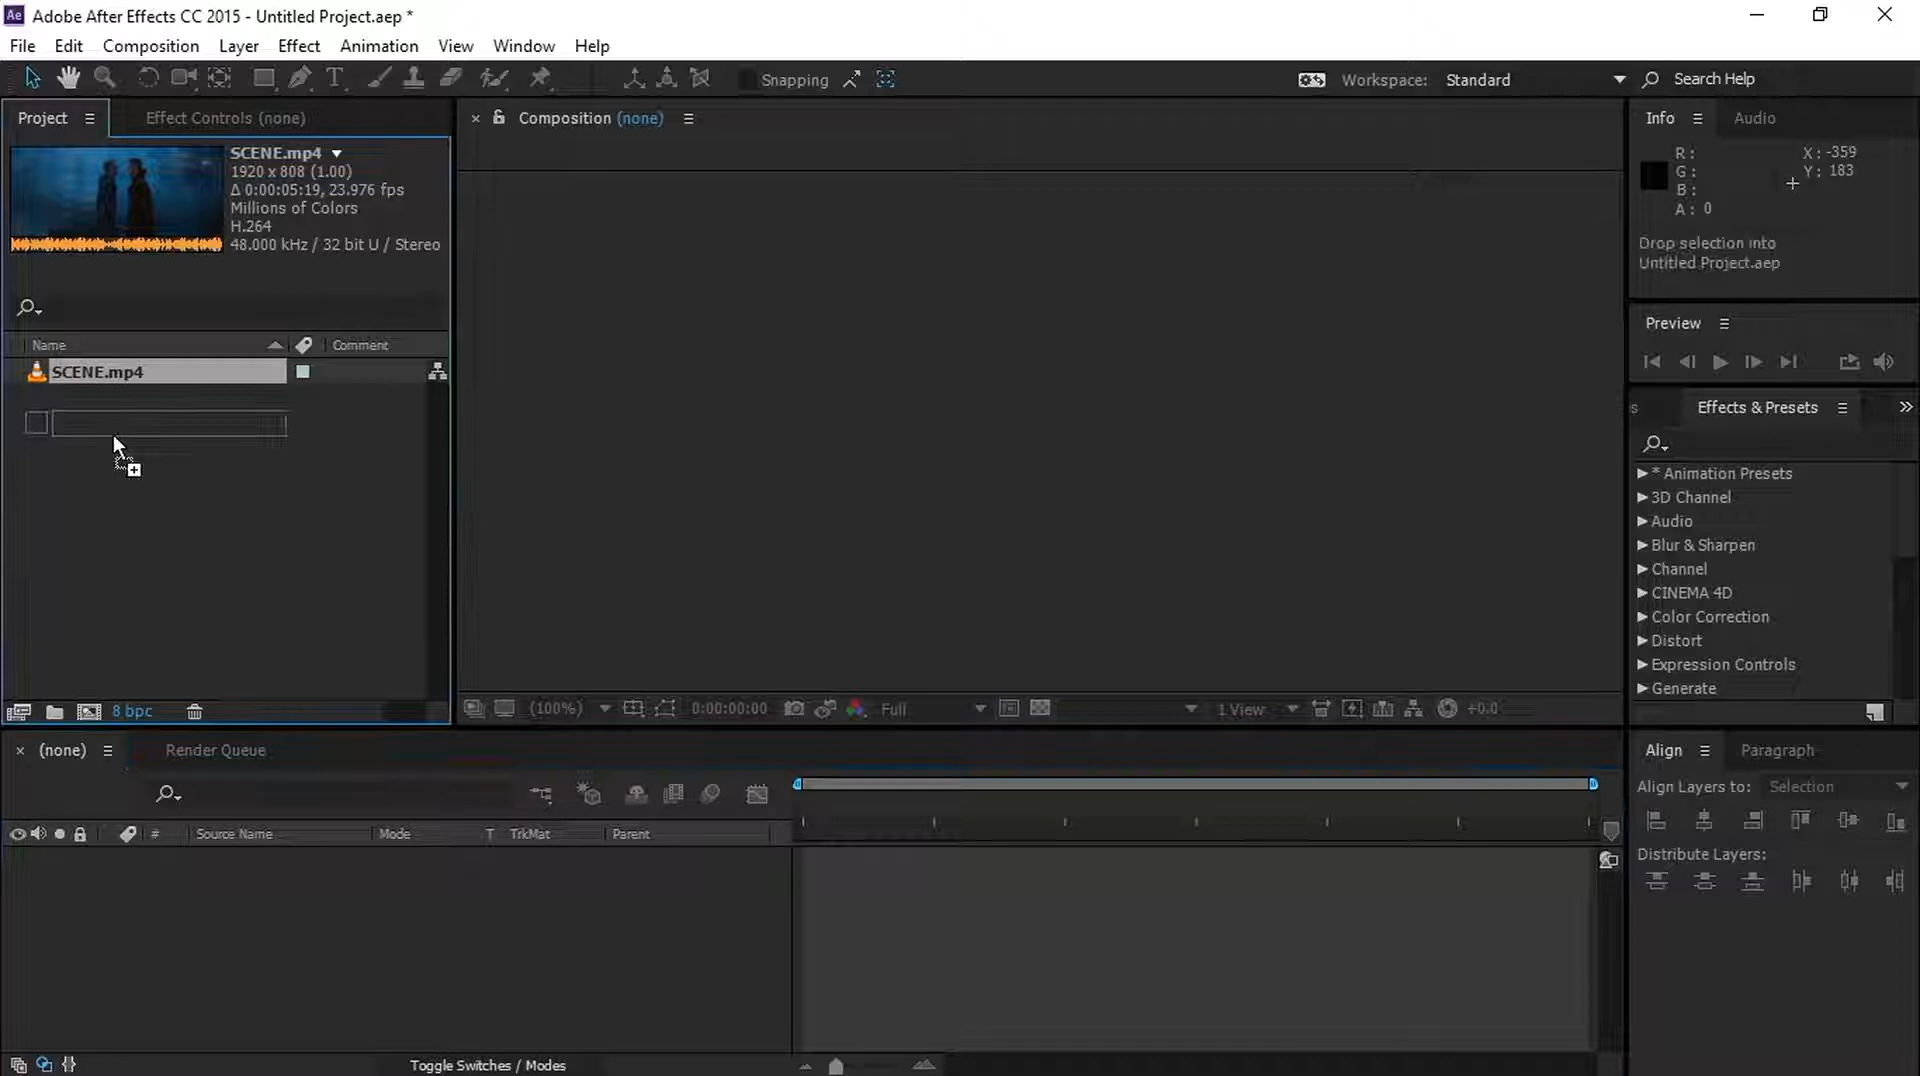 Ae Adobe After Effects CC 2015 - Untitled Project.aep *
File Edit Composition Layer Effect Animation View Window Help
T Snapping Workspace: Standard Search Help
Project Effect Controls (none)
SCENE.mp4
1920 x 808 (1.00)
Δ 0:00:05:19, 23.976 fps
Millions of Colors
H.264
48.000 kHz / 32 bit U / Stereo
Name Comment
SCENE.mp4
8 bpc
× Composition (none)
(100%) 0:00:00:00 Full 1 View +0.0
Info Audio
R: X: -359
G: Y: 183
B:
A: 0
Drop selection into
Untitled Project.aep
Preview
s Effects & Presets »
* Animation Presets
3D Channel
Audio
Blur & Sharpen
Channel
CINEMA 4D
Color Correction
Distort
Expression Controls
Generate
× (none) Render Queue
# Source Name Mode T TrkMat Parent
Toggle Switches / Modes
Align Paragraph
Align Layers to: Selection
Distribute Layers: